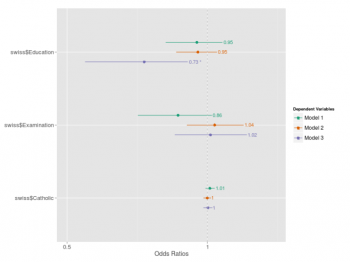 swiss$Education
0.95
0.95
0.73 *
Dependent Variables
Model 1
Model 2
Model 3
swiss$Examination
0.86
1.04
1.02
swiss$Catholic
1.01
1
1
0.5
1
Odds Ratios